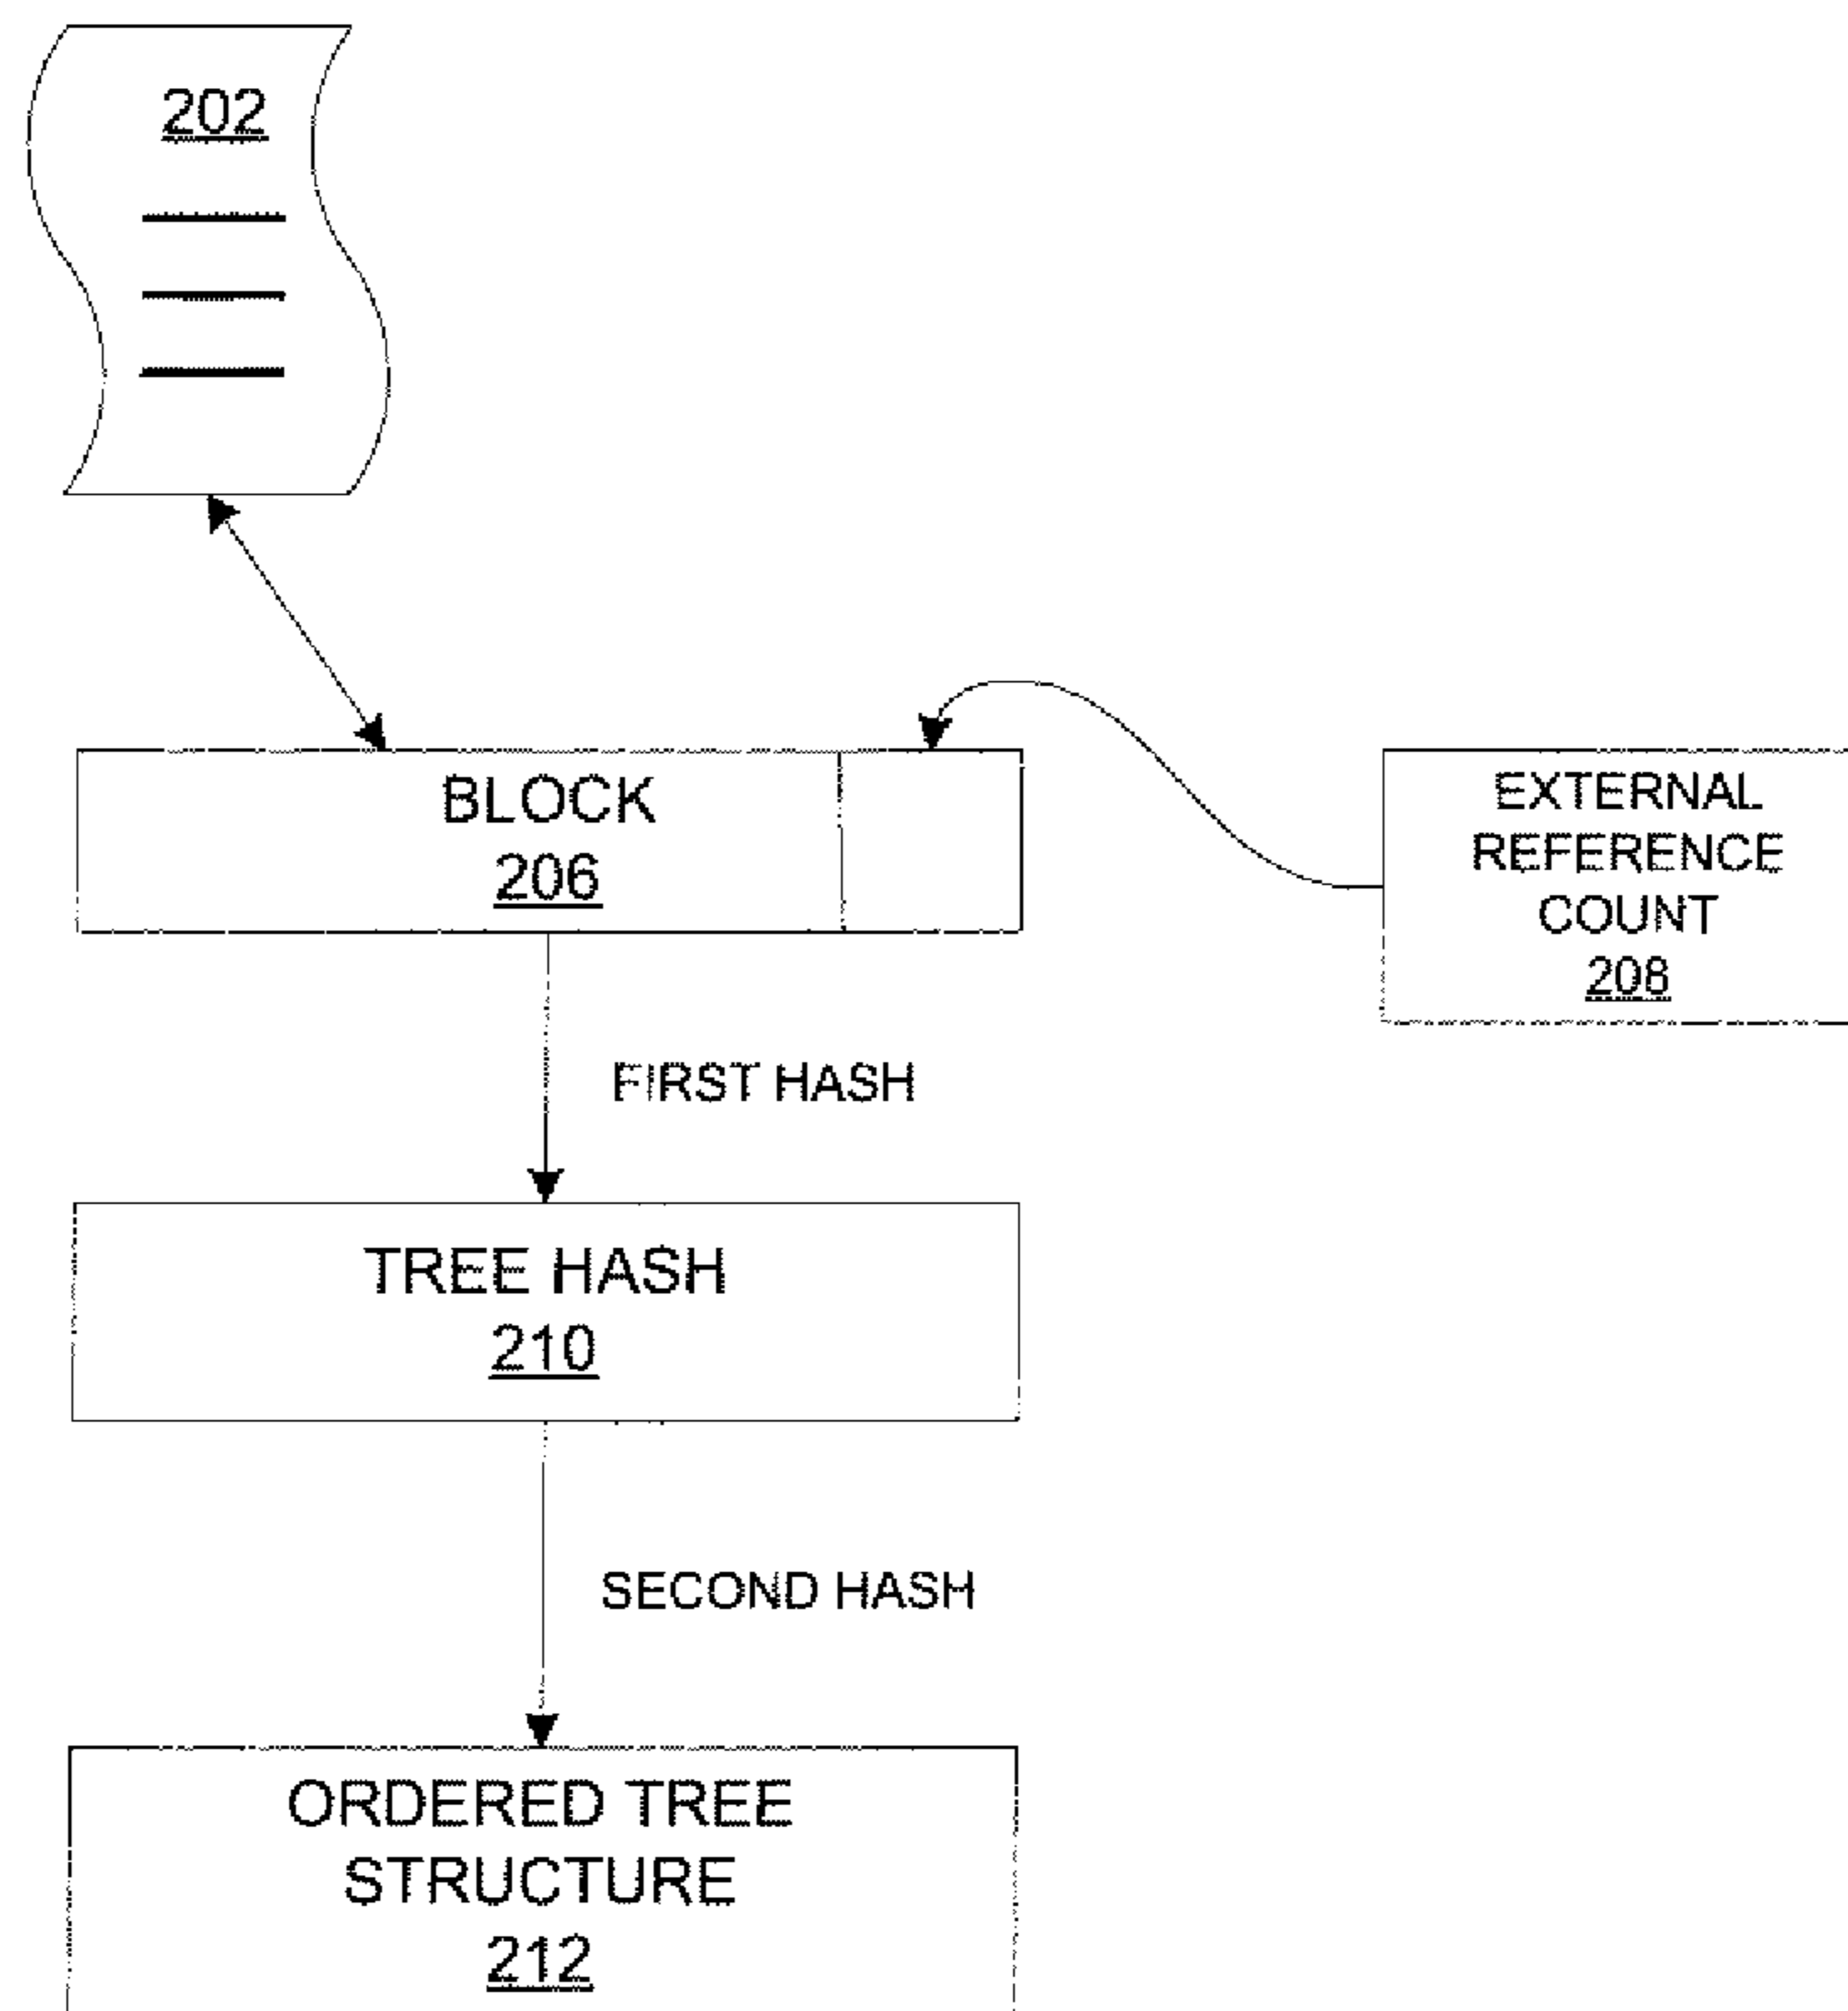 202
BLOCK
206
EXTERNAL
REFERENCE
COUNT
208
FIRST HASH
TREE HASH
210
SECOND HASH
ORDERED TREE
STRUCTURE
212